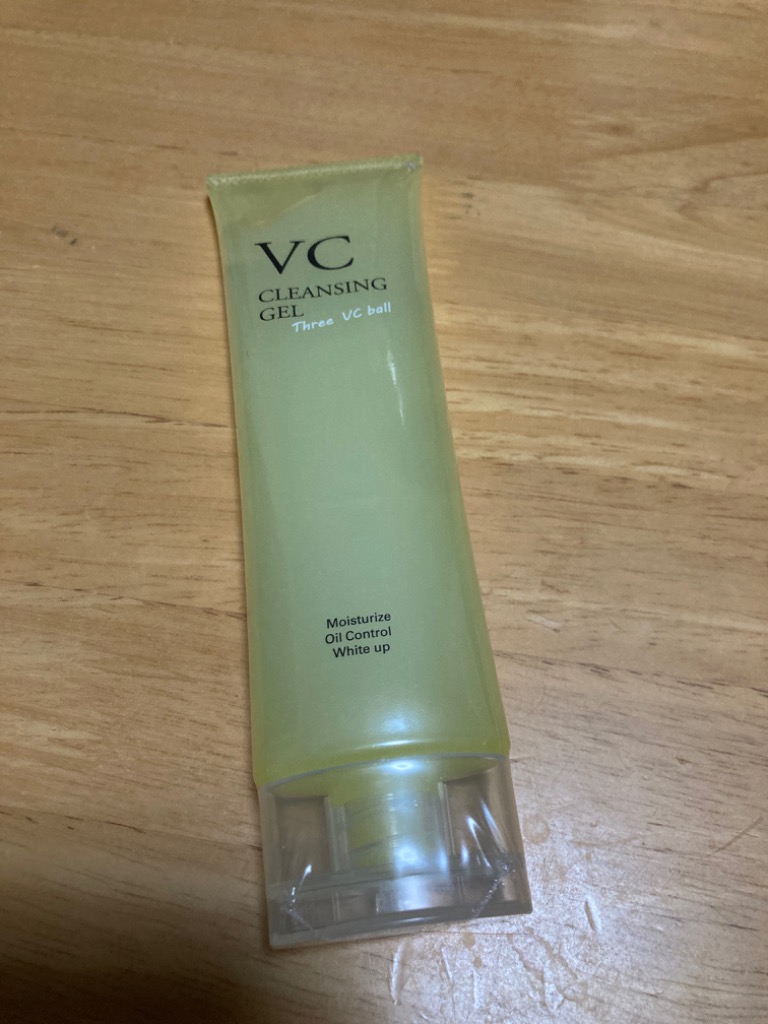 VC
CLEANSING
GEL
Three VC ball
Moisturize
Oil Control
White up